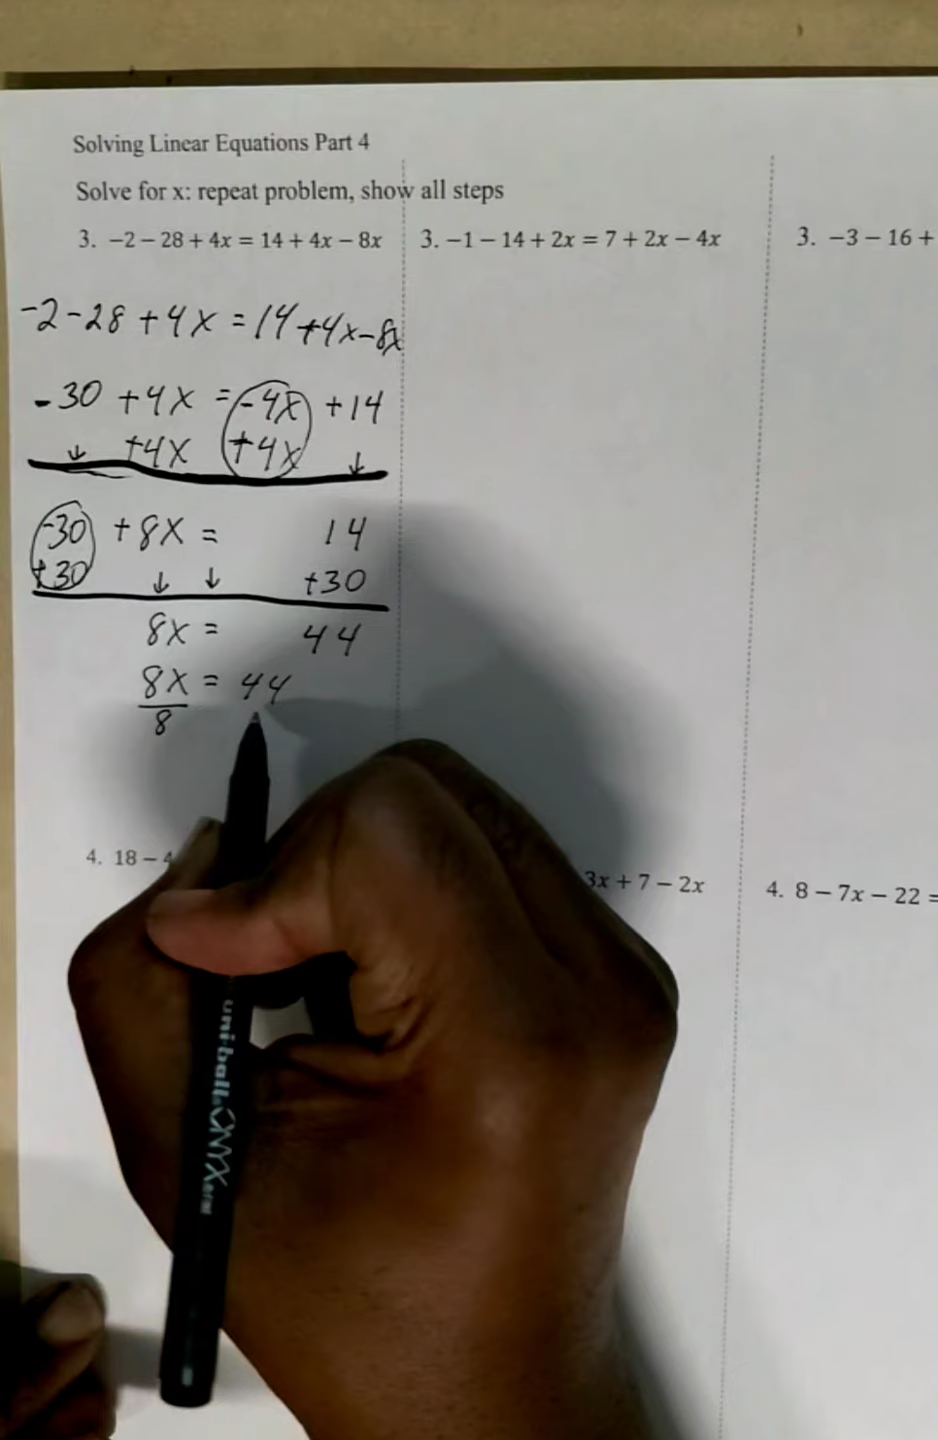 Solving Linear Equations Part 4
Solve for x: repeat problem, show all steps
3. −2 − 28 + 4x = 14 + 4x − 8x
3. −1 − 14 + 2x = 7 + 2x − 4x
3. −3 − 16 +
-2-28 +4x = 14 +4x-8x
-30 +4x = -4x +14
↓ +4x +4x ↓
-30 +8x = 14
+30 ↓ ↓ +30
8x = 44
8x = 44
8
4. 18 − 4
3x + 7 − 2x
4. 8 − 7x − 22 =
uni-ball ONYX